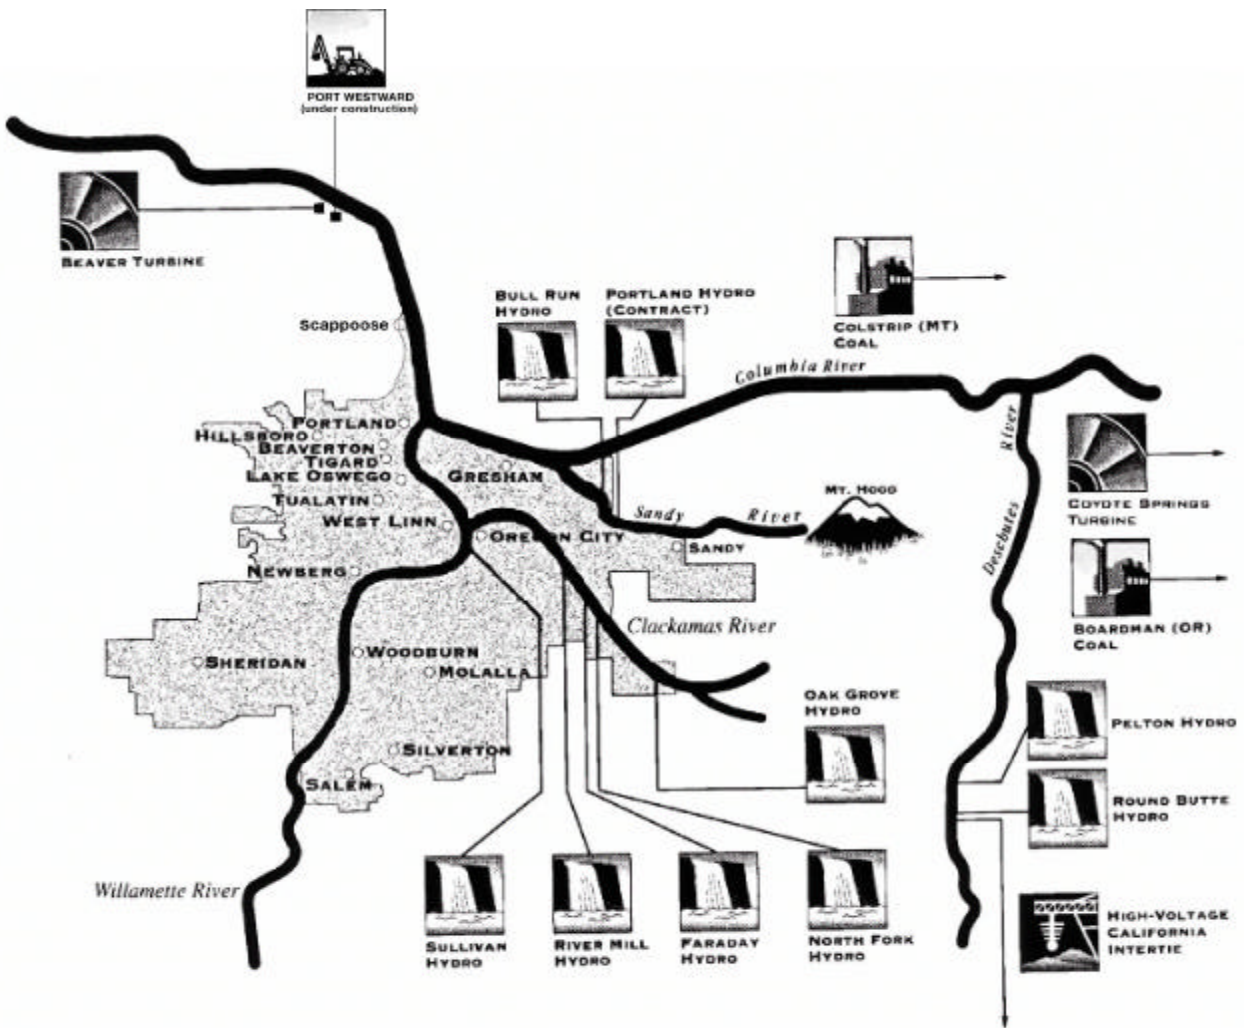 PORT WESTWARD
(under construction)
BEAVER TURBINE
Scappoose
BULL RUN
HYDRO
PORTLAND HYDRO
(CONTRACT)
COLSTRIP (MT)
COAL
Columbia River
PORTLAND
HILLSBORO
BEAVERTON
TIGARD
LAKE OSWEGO
GRESHAM
TUALATIN
WEST LINN
OREGON CITY
Sandy River
MT. HOOD
SANDY
NEWBERG
Deschutes River
COYOTE SPRINGS
TURBINE
BOARDMAN (OR)
COAL
Clackamas River
SHERIDAN
WOODBURN
MOLALLA
OAK GROVE
HYDRO
PELTON HYDRO
SILVERTON
SALEM
ROUND BUTTE
HYDRO
Willamette River
SULLIVAN
HYDRO
RIVER MILL
HYDRO
FARADAY
HYDRO
NORTH FORK
HYDRO
HIGH-VOLTAGE
CALIFORNIA
INTERTIE